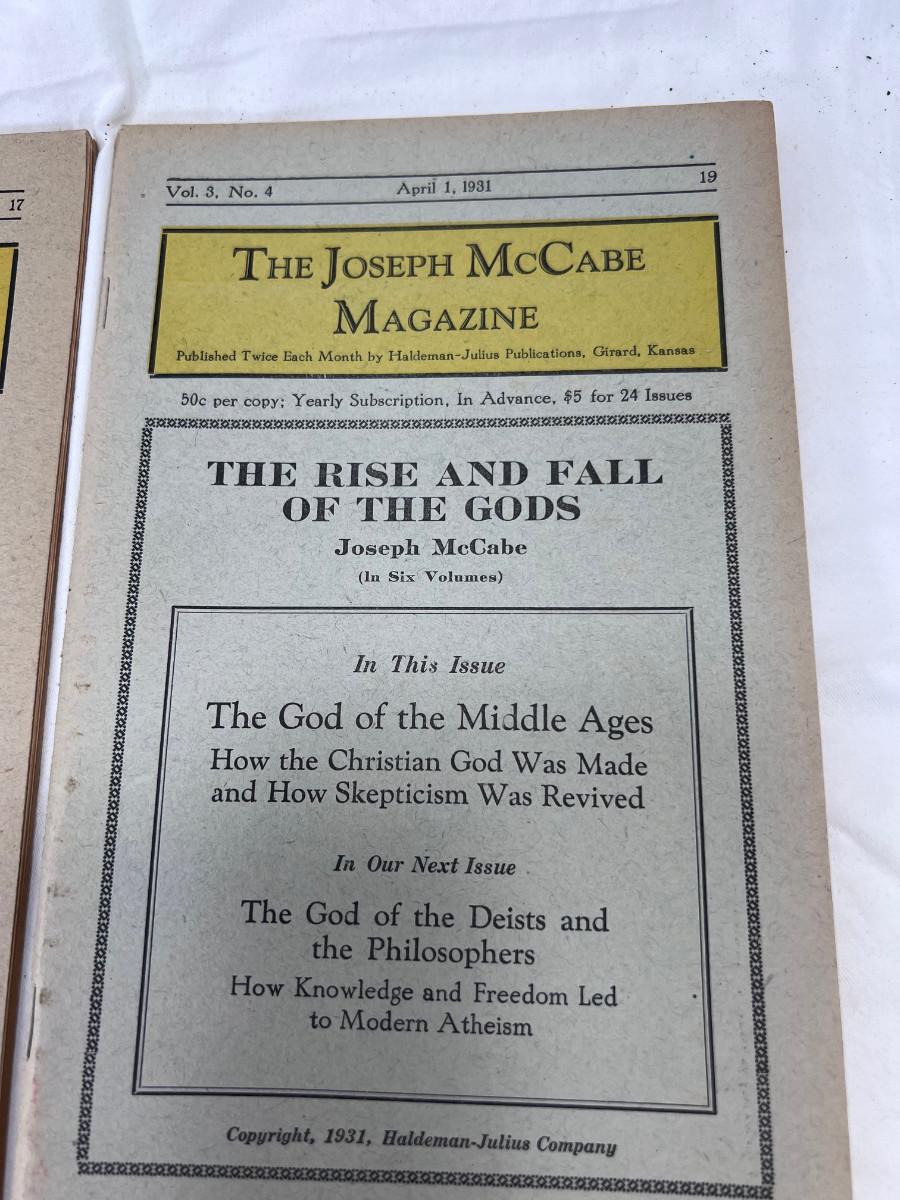 17
Vol. 3, No. 4 April 1, 1931 19
THE JOSEPH MCCABE
MAGAZINE
Published Twice Each Month by Haldeman-Julius Publications, Girard, Kansas
50c per copy; Yearly Subscription, In Advance, $5 for 24 Issues
THE RISE AND FALL
OF THE GODS
Joseph McCabe
(In Six Volumes)
In This Issue
The God of the Middle Ages
How the Christian God Was Made
and How Skepticism Was Revived
In Our Next Issue
The God of the Deists and
the Philosophers
How Knowledge and Freedom Led
to Modern Atheism
Copyright, 1931, Haldeman-Julius Company